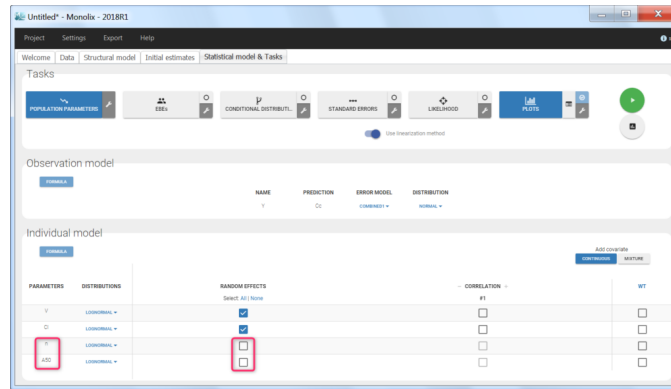 Untitled* - Monolix - 2018R1
Project Settings Export Help
Welcome Data Structural model Initial estimates Statistical model & Tasks
Tasks
POPULATION PARAMETERS EBEs CONDITIONAL DISTRIBUTI... STANDARD ERRORS LIKELIHOOD PLOTS
Use linearization method
Observation model
FORMULA
NAME PREDICTION ERROR MODEL DISTRIBUTION
Y Cc COMBINED1 NORMAL
Individual model
FORMULA
Add covariate
CONTINUOUS MIXTURE
PARAMETERS DISTRIBUTIONS RANDOM EFFECTS - CORRELATION + WT
Select: All | None #1
V LOGNORMAL
Cl LOGNORMAL
LOGNORMAL
A50 LOGNORMAL